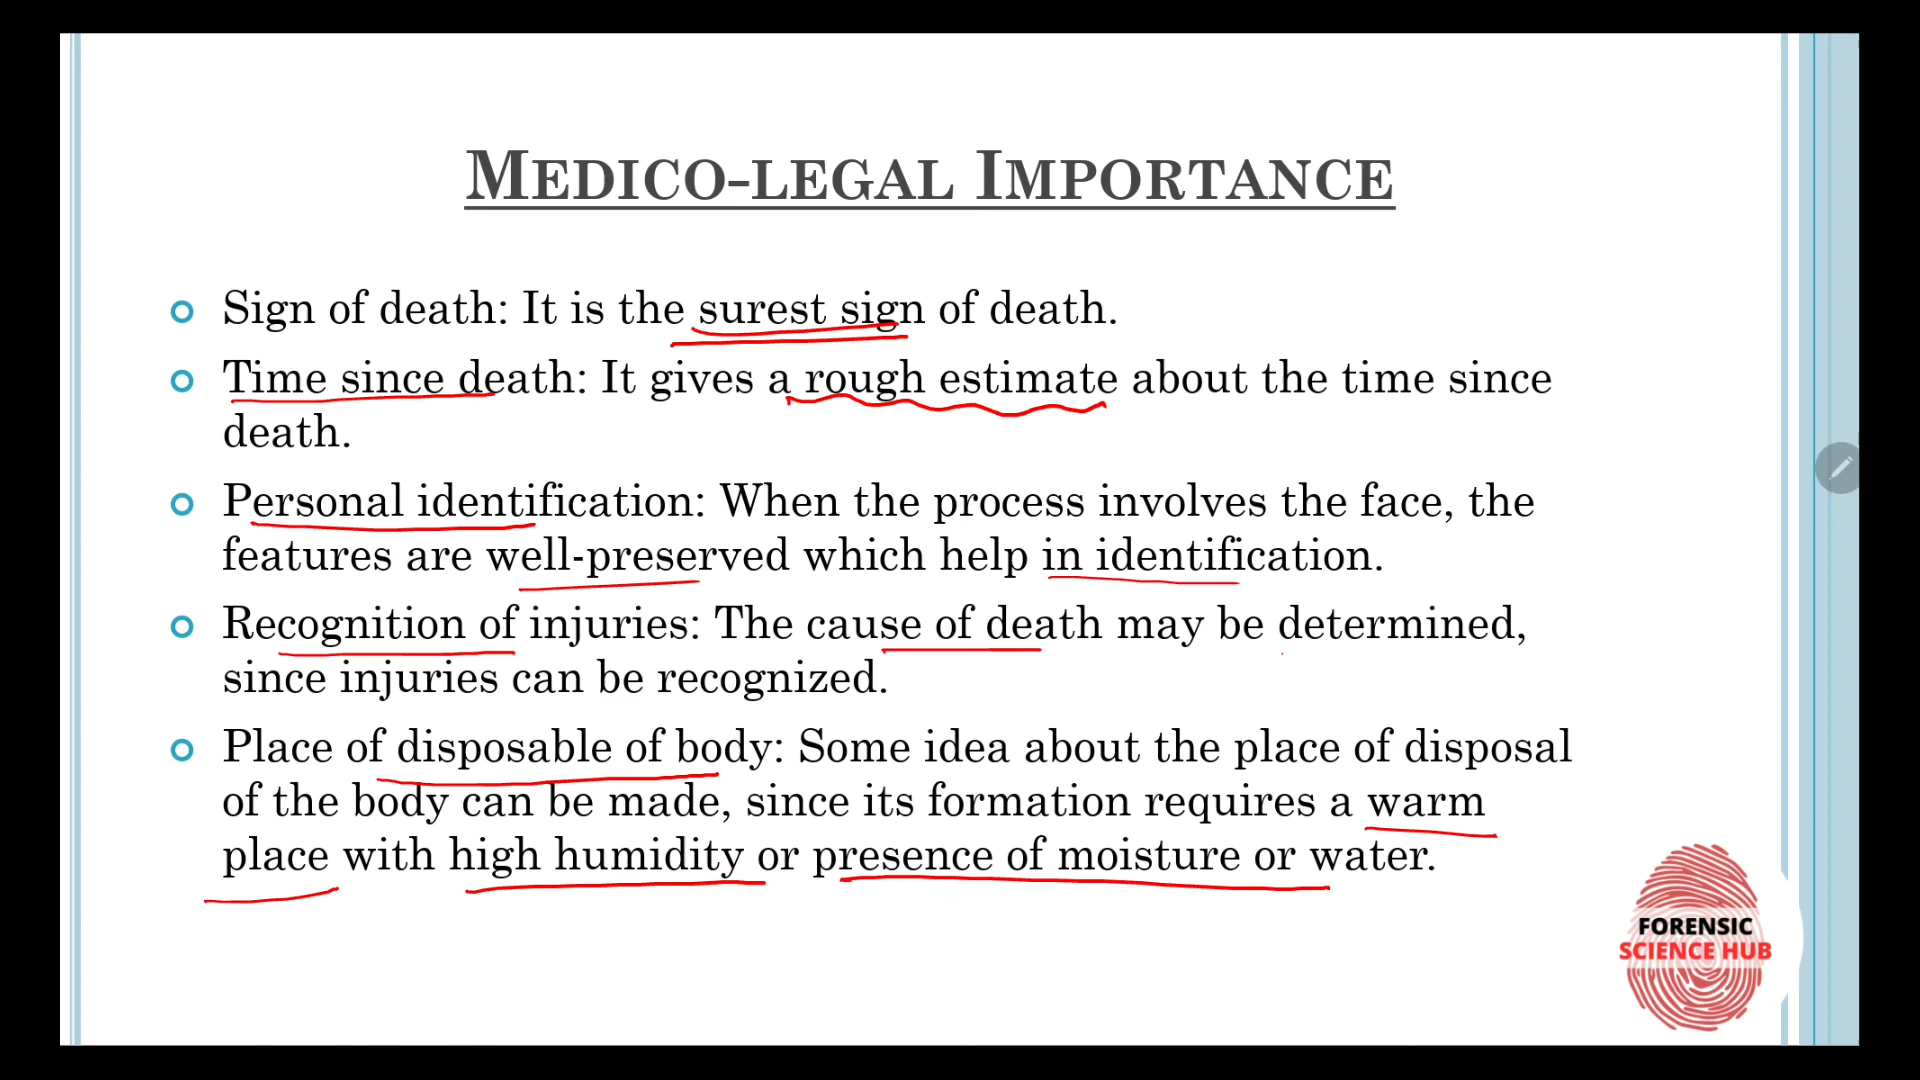 MEDICO-LEGAL IMPORTANCE
Sign of death: It is the surest sign of death.
Time since death: It gives a rough estimate about the time since
death.
Personal identification: When the process involves the face, the
features are well-preserved which help in identification.
Recognition of injuries: The cause of death may be determined,
since injuries can be recognized.
Place of disposable of body: Some idea about the place of disposal
of the body can be made, since its formation requires a warm
place with high humidity or presence of moisture or water.
FORENSIC
SCIENCE HUB